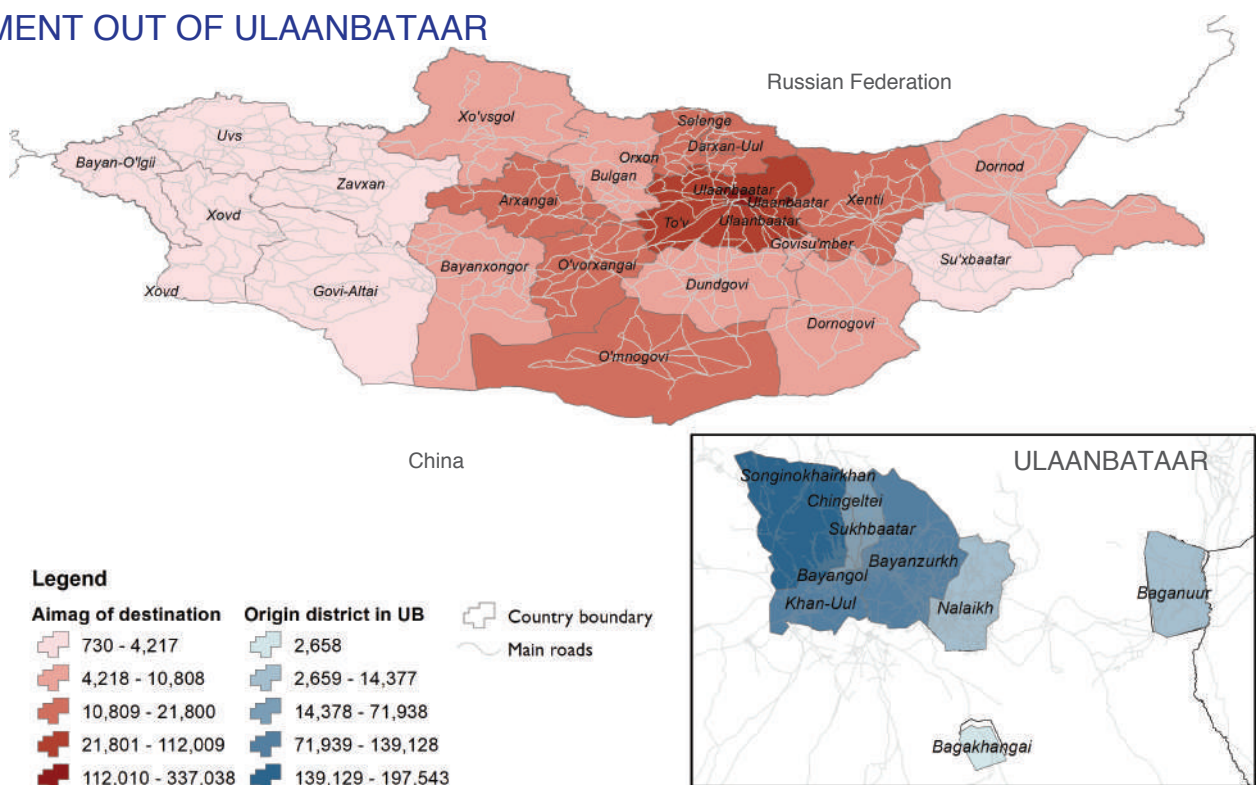 MENT OUT OF ULAANBATAAR
Russian Federation
Xo'vsgol
Selenge
Uvs
Darxan-Uul
Bayan-O'lgii
Orxon
Dornod
Bulgan
Zavxan
Ulaanbaatar
Arxangai
Ulaanbaatar
Xentii
Xovd
To'v
Ulaanbaatar
Govisu'mber
Bayanxongor
O'vorxangai
Su'xbaatar
Dundgovi
Xovd
Govi-Altai
Dornogovi
O'mnogovi
China
ULAANBATAAR
Songinokhairkhan
Chingeltei
Sukhbaatar
Bayanzurkh
Bayangol
Khan-Uul
Nalaikh
Baganuur
Bagakhangai
Legend
Aimag of destination
730 - 4,217
4,218 - 10,808
10,809 - 21,800
21,801 - 112,009
112,010 - 337,038
Origin district in UB
2,658
2,659 - 14,377
14,378 - 71,938
71,939 - 139,128
139,129 - 197,543
Country boundary
Main roads